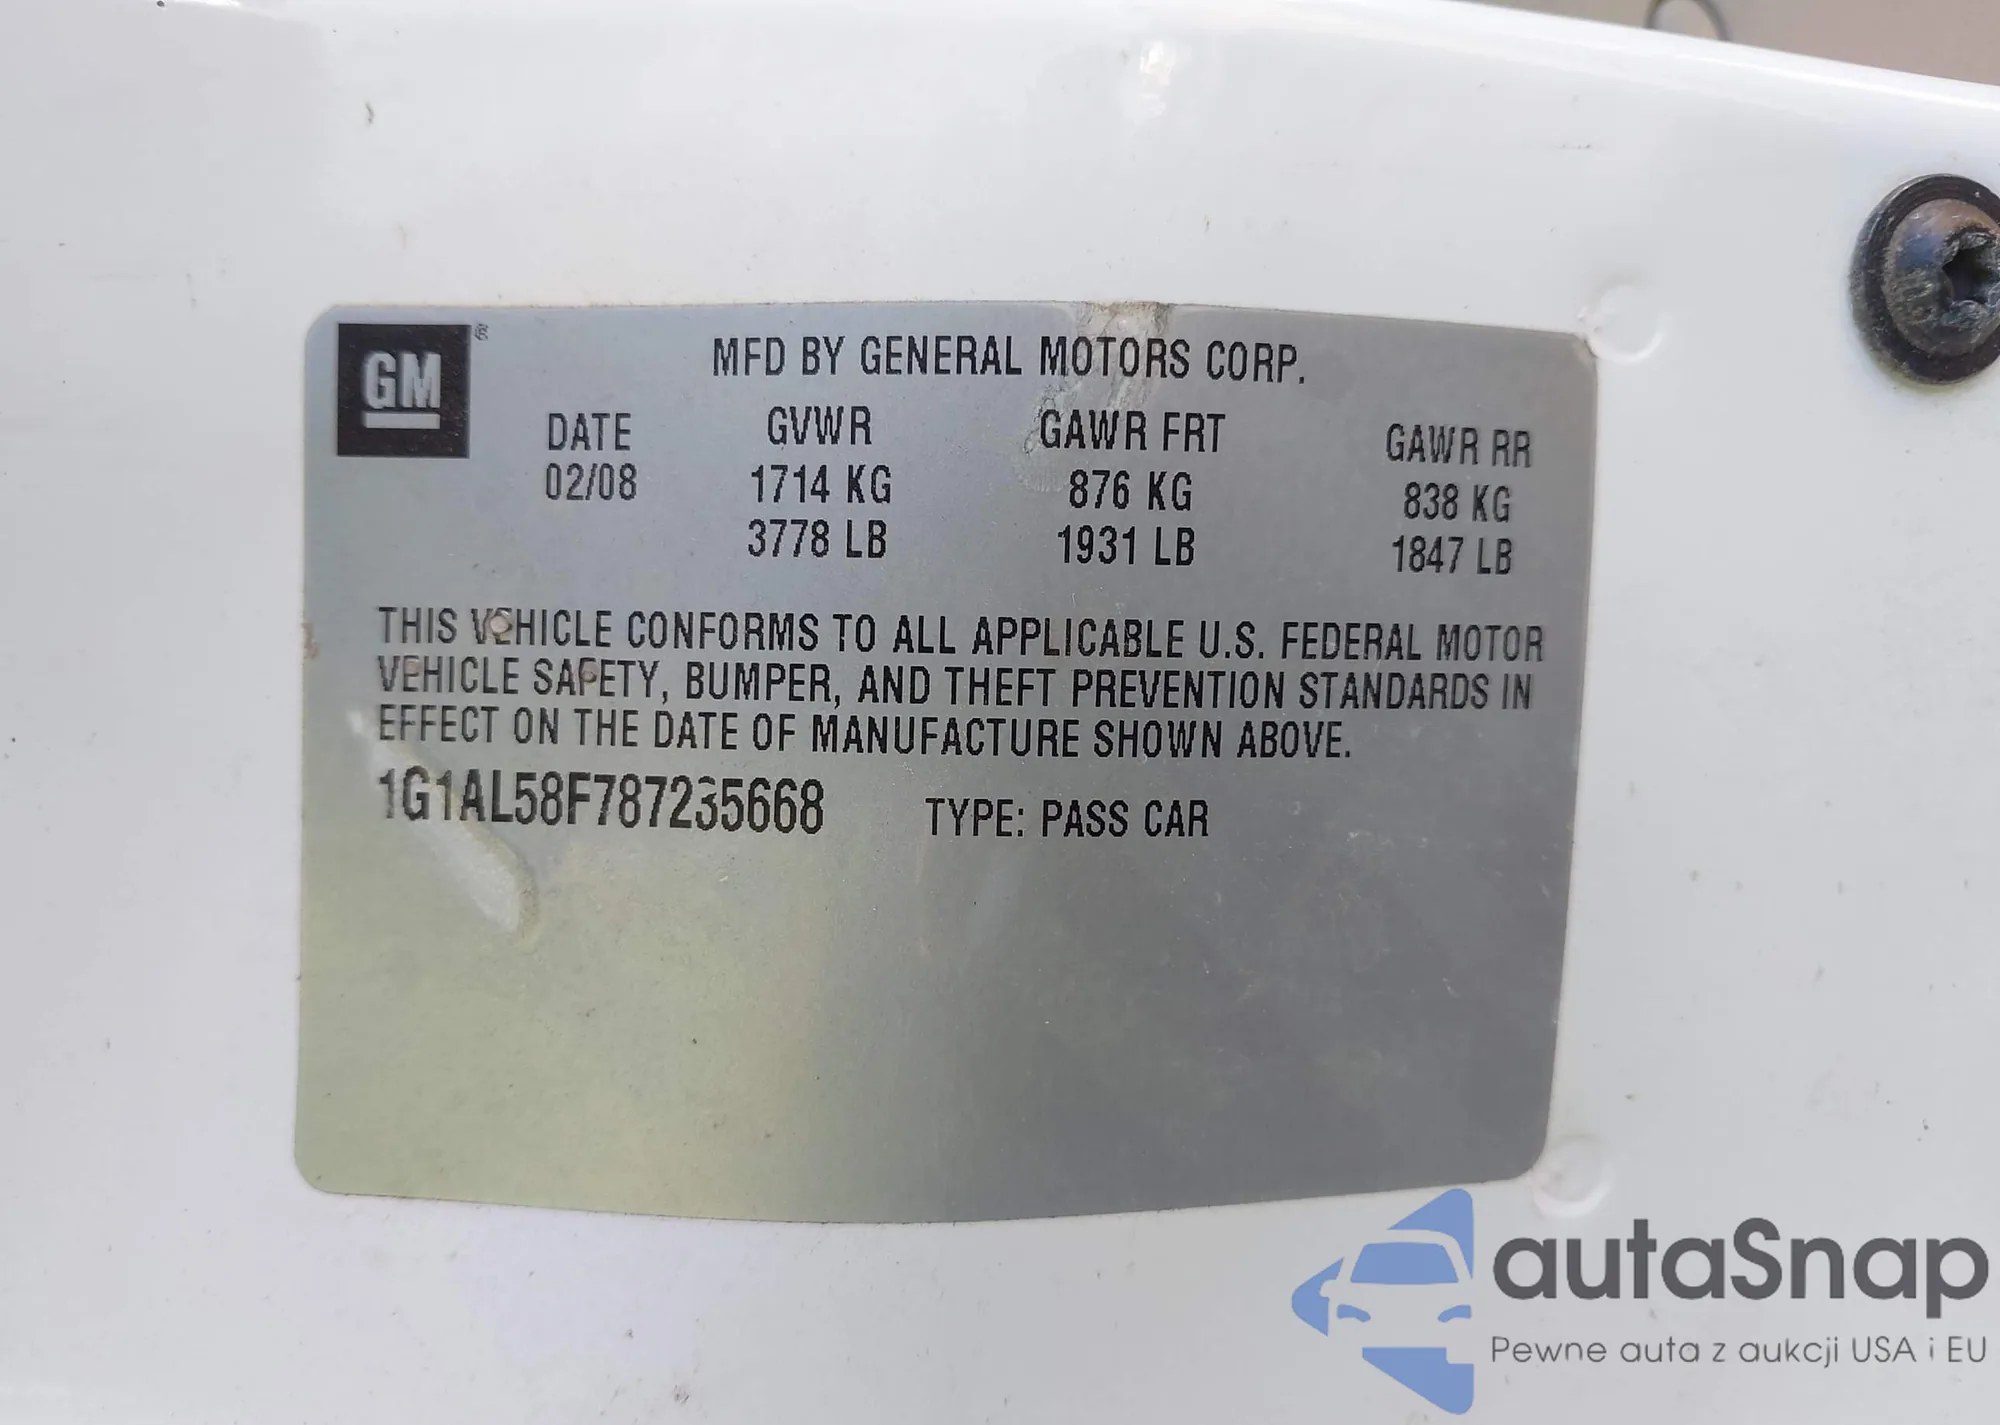 GM ®
MFD BY GENERAL MOTORS CORP.
DATE GVWR GAWR FRT GAWR RR
02/08 1714 KG 876 KG 838 KG
3778 LB 1931 LB 1847 LB
THIS VEHICLE CONFORMS TO ALL APPLICABLE U.S. FEDERAL MOTOR
VEHICLE SAFETY, BUMPER, AND THEFT PREVENTION STANDARDS IN
EFFECT ON THE DATE OF MANUFACTURE SHOWN ABOVE.
1G1AL58F787235668 TYPE: PASS CAR
autaSnap
Pewne auta z aukcji USA i EU